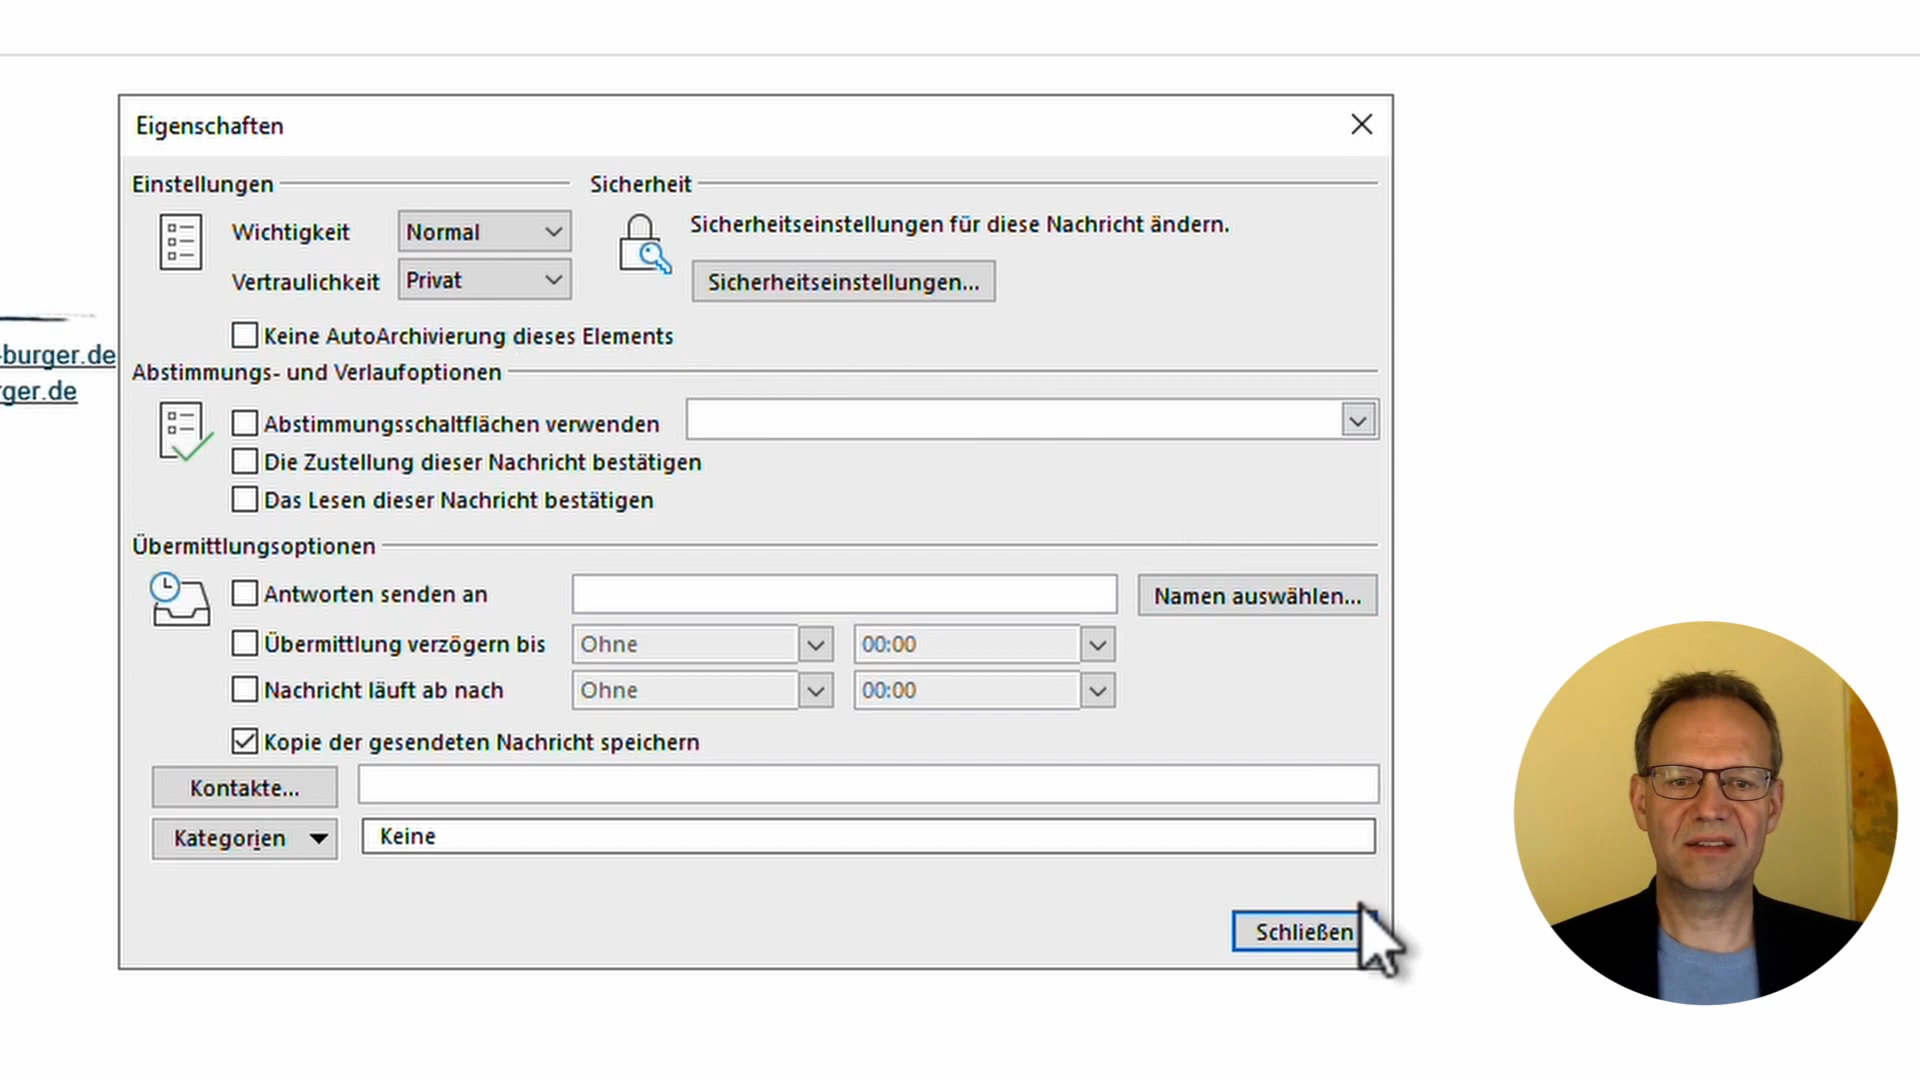 Eigenschaften
Einstellungen
Sicherheit
Wichtigkeit
Normal
Sicherheitseinstellungen für diese Nachricht ändern.
Vertraulichkeit
Privat
Sicherheitseinstellungen...
Keine AutoArchivierung dieses Elements
-burger.de
Abstimmungs- und Verlaufoptionen
rger.de
Abstimmungsschaltflächen verwenden
Die Zustellung dieser Nachricht bestätigen
Das Lesen dieser Nachricht bestätigen
Übermittlungsoptionen
Antworten senden an
Namen auswählen...
Übermittlung verzögern bis
Ohne
00:00
Nachricht läuft ab nach
Ohne
00:00
Kopie der gesendeten Nachricht speichern
Kontakte...
Kategorien
Keine
Schließen